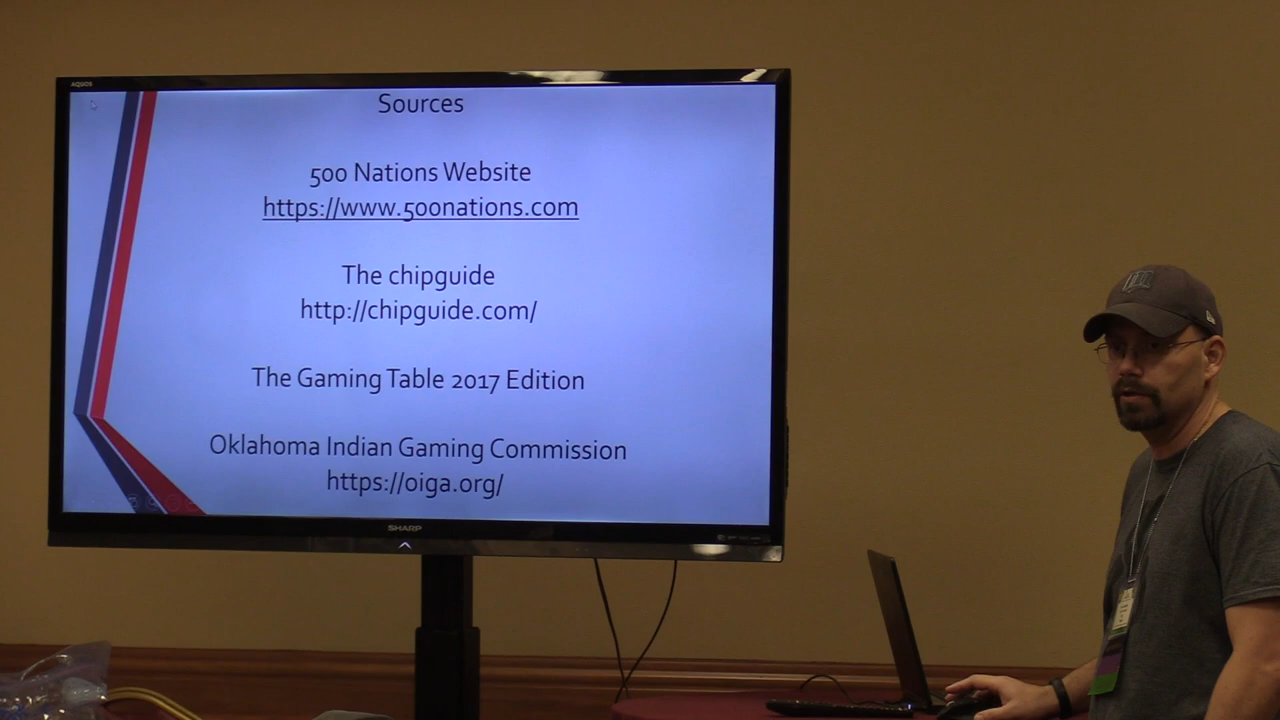 AQUOS
Sources
500 Nations Website
https://www.500nations.com
The chipguide
http://chipguide.com/
The Gaming Table 2017 Edition
Oklahoma Indian Gaming Commission
https://oiga.org/
SHARP